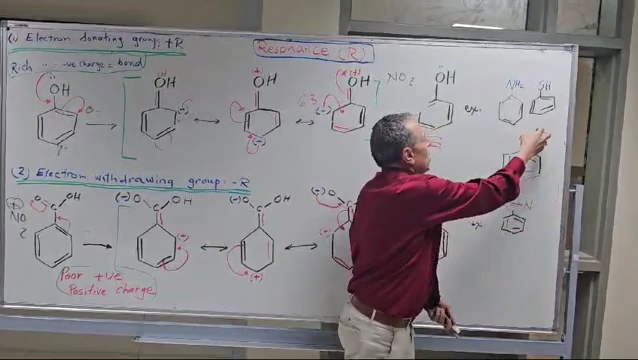 (1) Electron donating group: +R
Resonance (R)
Rich :: -ve charge = bond
OH OH OH OH NO2 OH ex: NH2 SH
(-) (+) (-) (+) (-)
(2) Electron withdrawing group: -R
NO2
O OH (-)O OH (-)O OH (-)O
(+) (+) (+)
ex N
Poor +ve
Positive charge